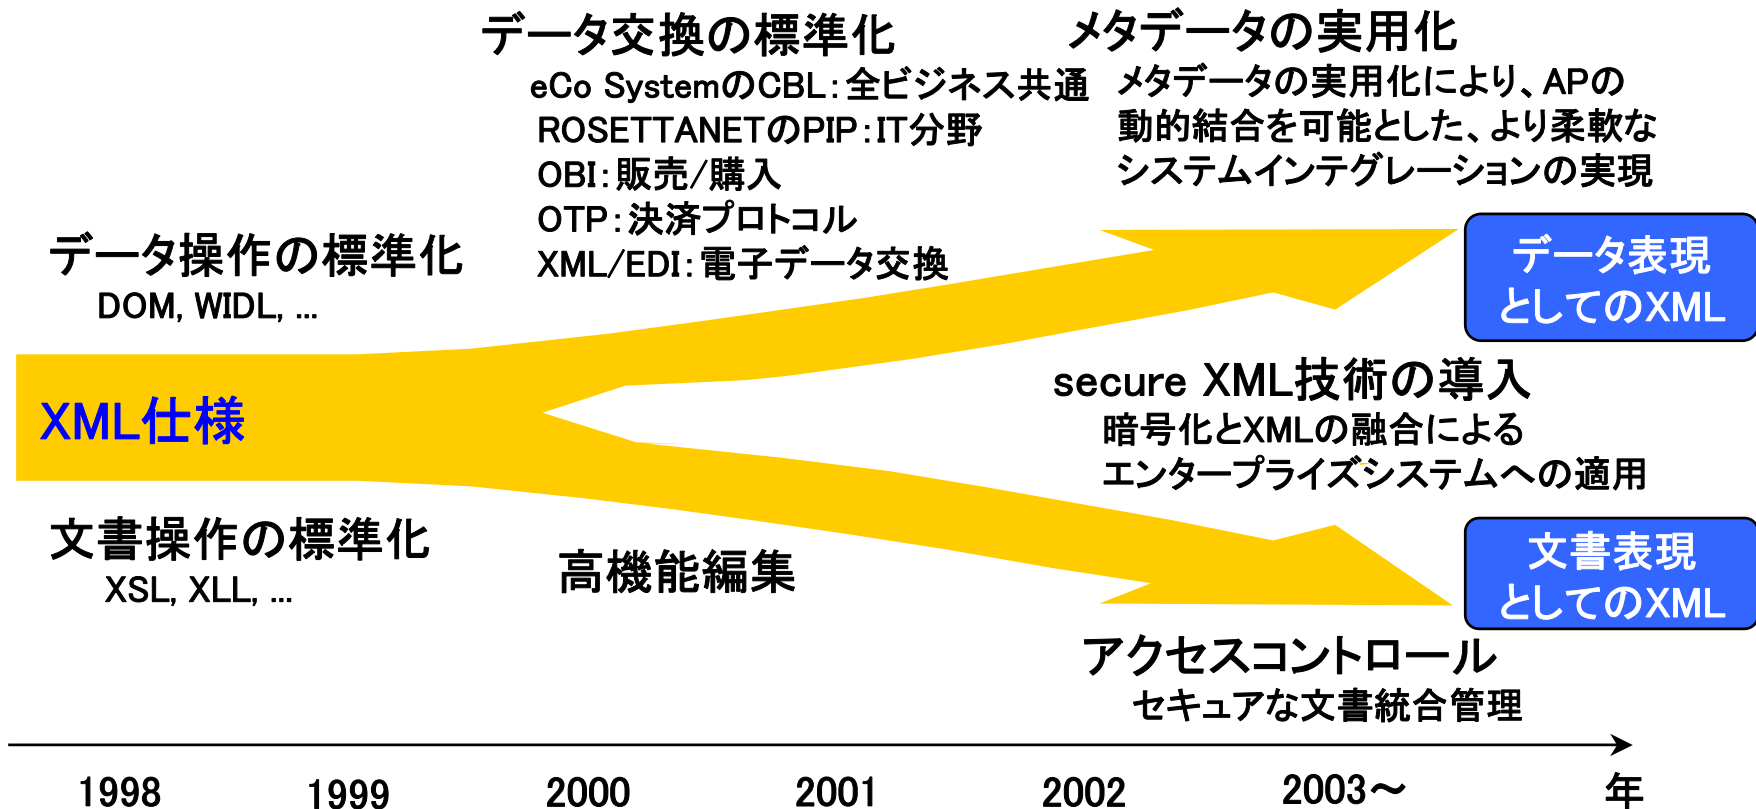 データ交換の標準化
eCo SystemのCBL：全ビジネス共通
ROSETTANETのPIP：IT分野
OBI：販売/購入
OTP：決済プロトコル
XML/EDI：電子データ交換
メタデータの実用化
メタデータの実用化により、APの
動的結合を可能とした、より柔軟な
システムインテグレーションの実現
データ操作の標準化
DOM, WIDL, ...
データ表現
としてのXML
XML仕様
secure XML技術の導入
暗号化とXMLの融合による
エンタープライズシステムへの適用
文書操作の標準化
XSL, XLL, ...
高機能編集
文書表現
としてのXML
アクセスコントロール
セキュアな文書統合管理
1998 1999 2000 2001 2002 2003～ 年